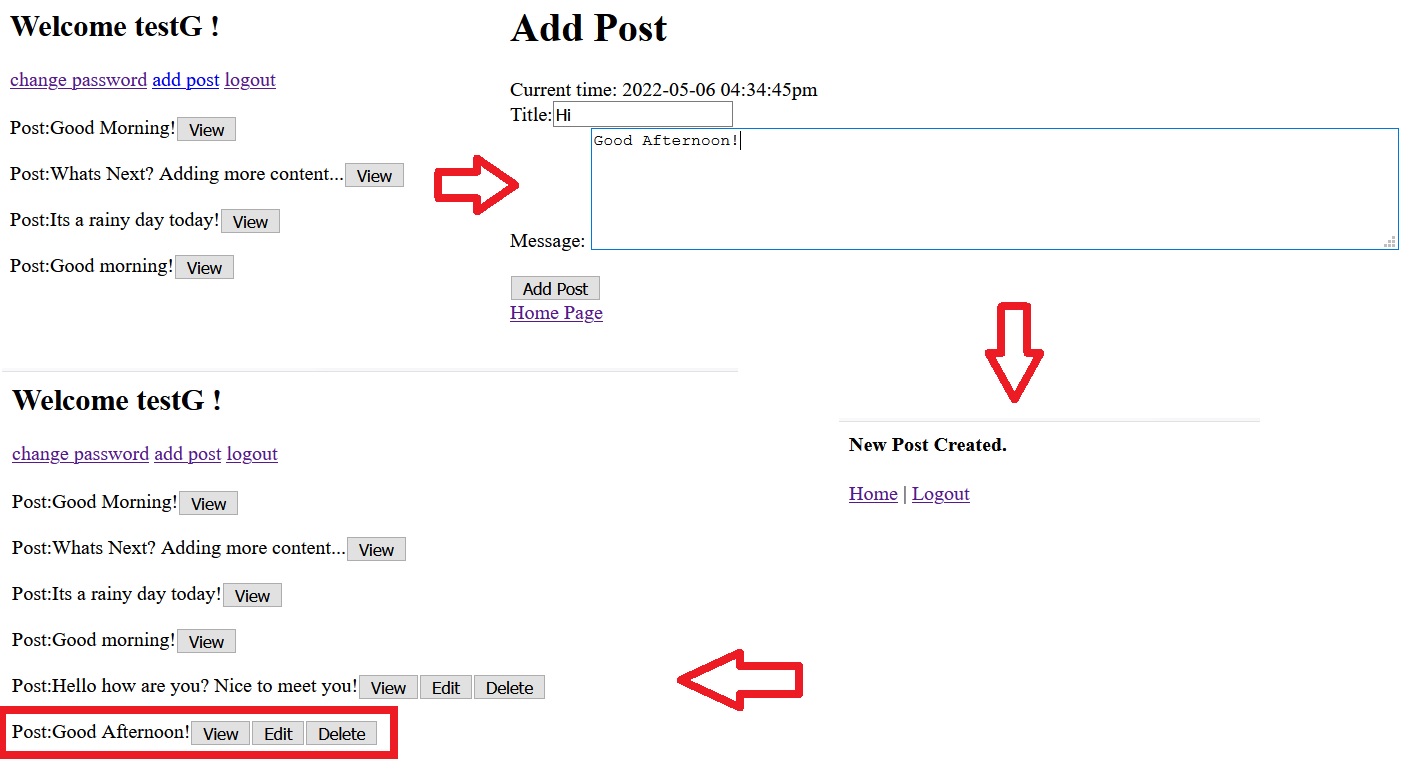 Welcome testG !
change password add post logout
Post:Good Morning! View
Post:Whats Next? Adding more content... View
Post:Its a rainy day today! View
Post:Good morning! View
Add Post
Current time: 2022-05-06 04:34:45pm
Title: Hi
Good Afternoon!
Message:
Add Post
Home Page
New Post Created.
Home | Logout
Welcome testG !
change password add post logout
Post:Good Morning! View
Post:Whats Next? Adding more content... View
Post:Its a rainy day today! View
Post:Good morning! View
Post:Hello how are you? Nice to meet you! View Edit Delete
Post:Good Afternoon! View Edit Delete